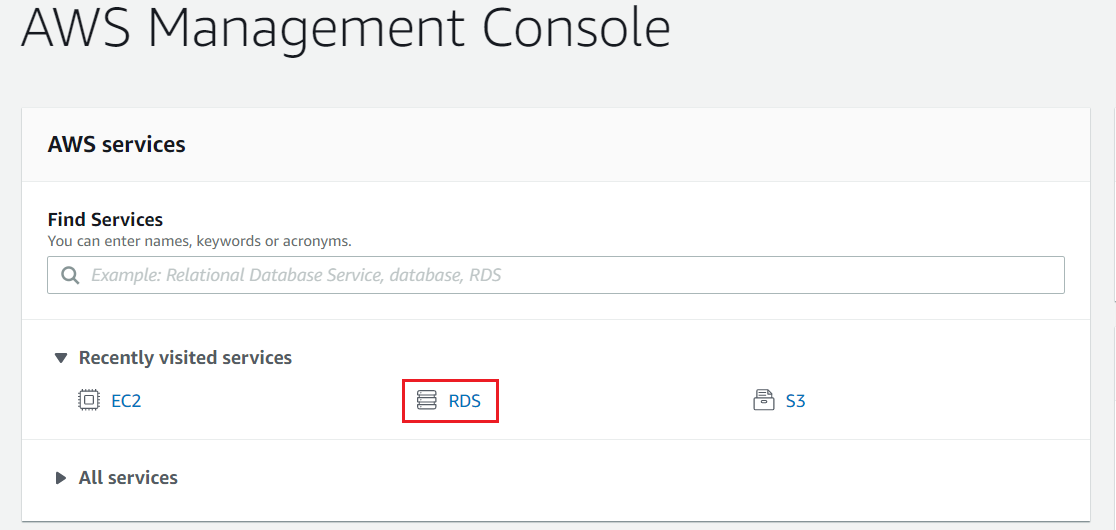 AWS Management Console
AWS services
Find Services
You can enter names, keywords or acronyms.
Example: Relational Database Service, database, RDS
Recently visited services
EC2 RDS S3
All services